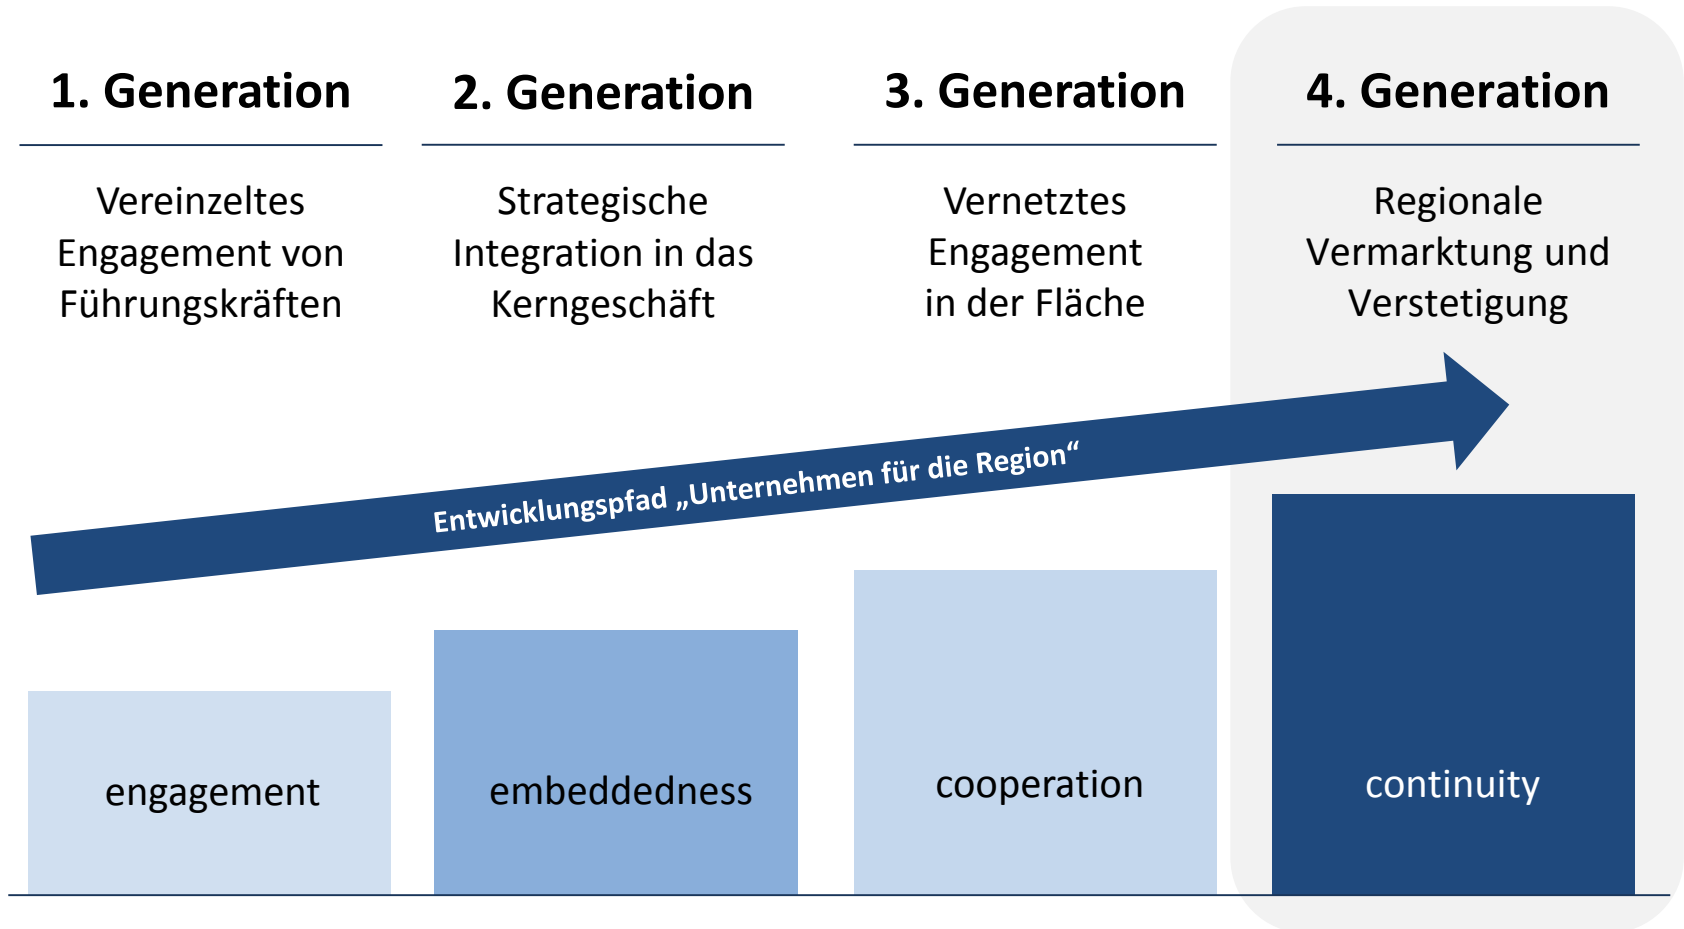 1. Generation
Vereinzeltes
Engagement von
Führungskräften
2. Generation
Strategische
Integration in das
Kerngeschäft
3. Generation
Vernetztes
Engagement
in der Fläche
4. Generation
Regionale
Vermarktung und
Verstetigung
Entwicklungspfad „Unternehmen für die Region“
engagement
embeddedness
cooperation
continuity